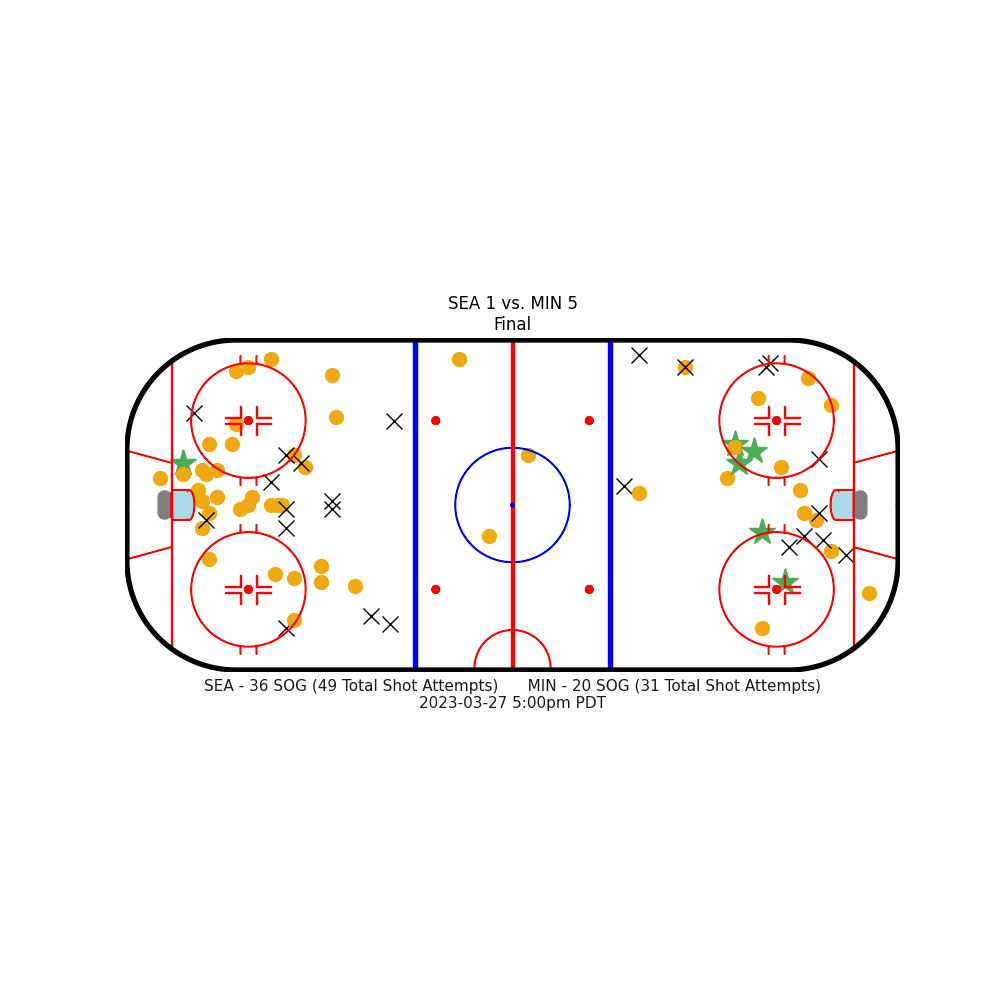 SEA 1 vs. MIN 5
Final
SEA - 36 SOG (49 Total Shot Attempts)      MIN - 20 SOG (31 Total Shot Attempts)
2023-03-27 5:00pm PDT